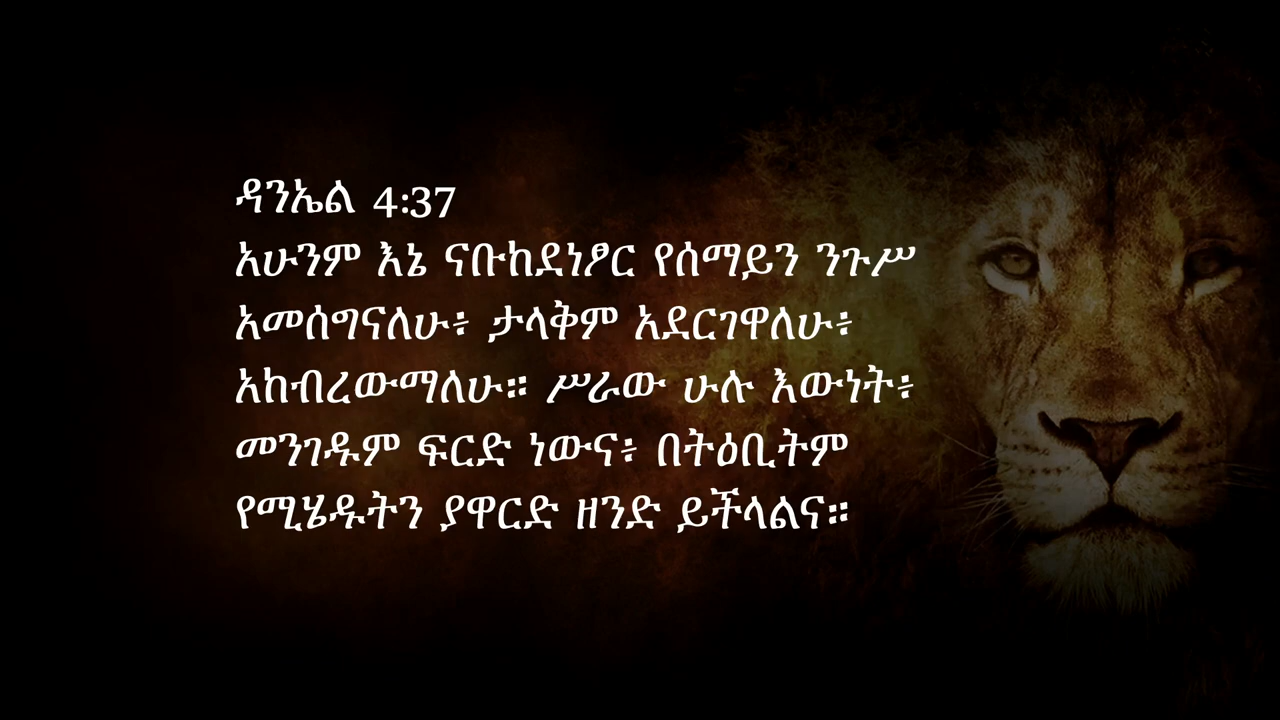 ዳንኤል 4:37
አሁንም እኔ ናቡከደነፆር የሰማይን ንጉሥ
አመሰግናለሁ፥ ታላቅም አደርገዋለሁ፥
አከብረውማለሁ። ሥራው ሁሉ እውነት፥
መንገዱም ፍርድ ነውና፥ በትዕቢትም
የሚሄዱትን ያዋርድ ዘንድ ይችላልና።